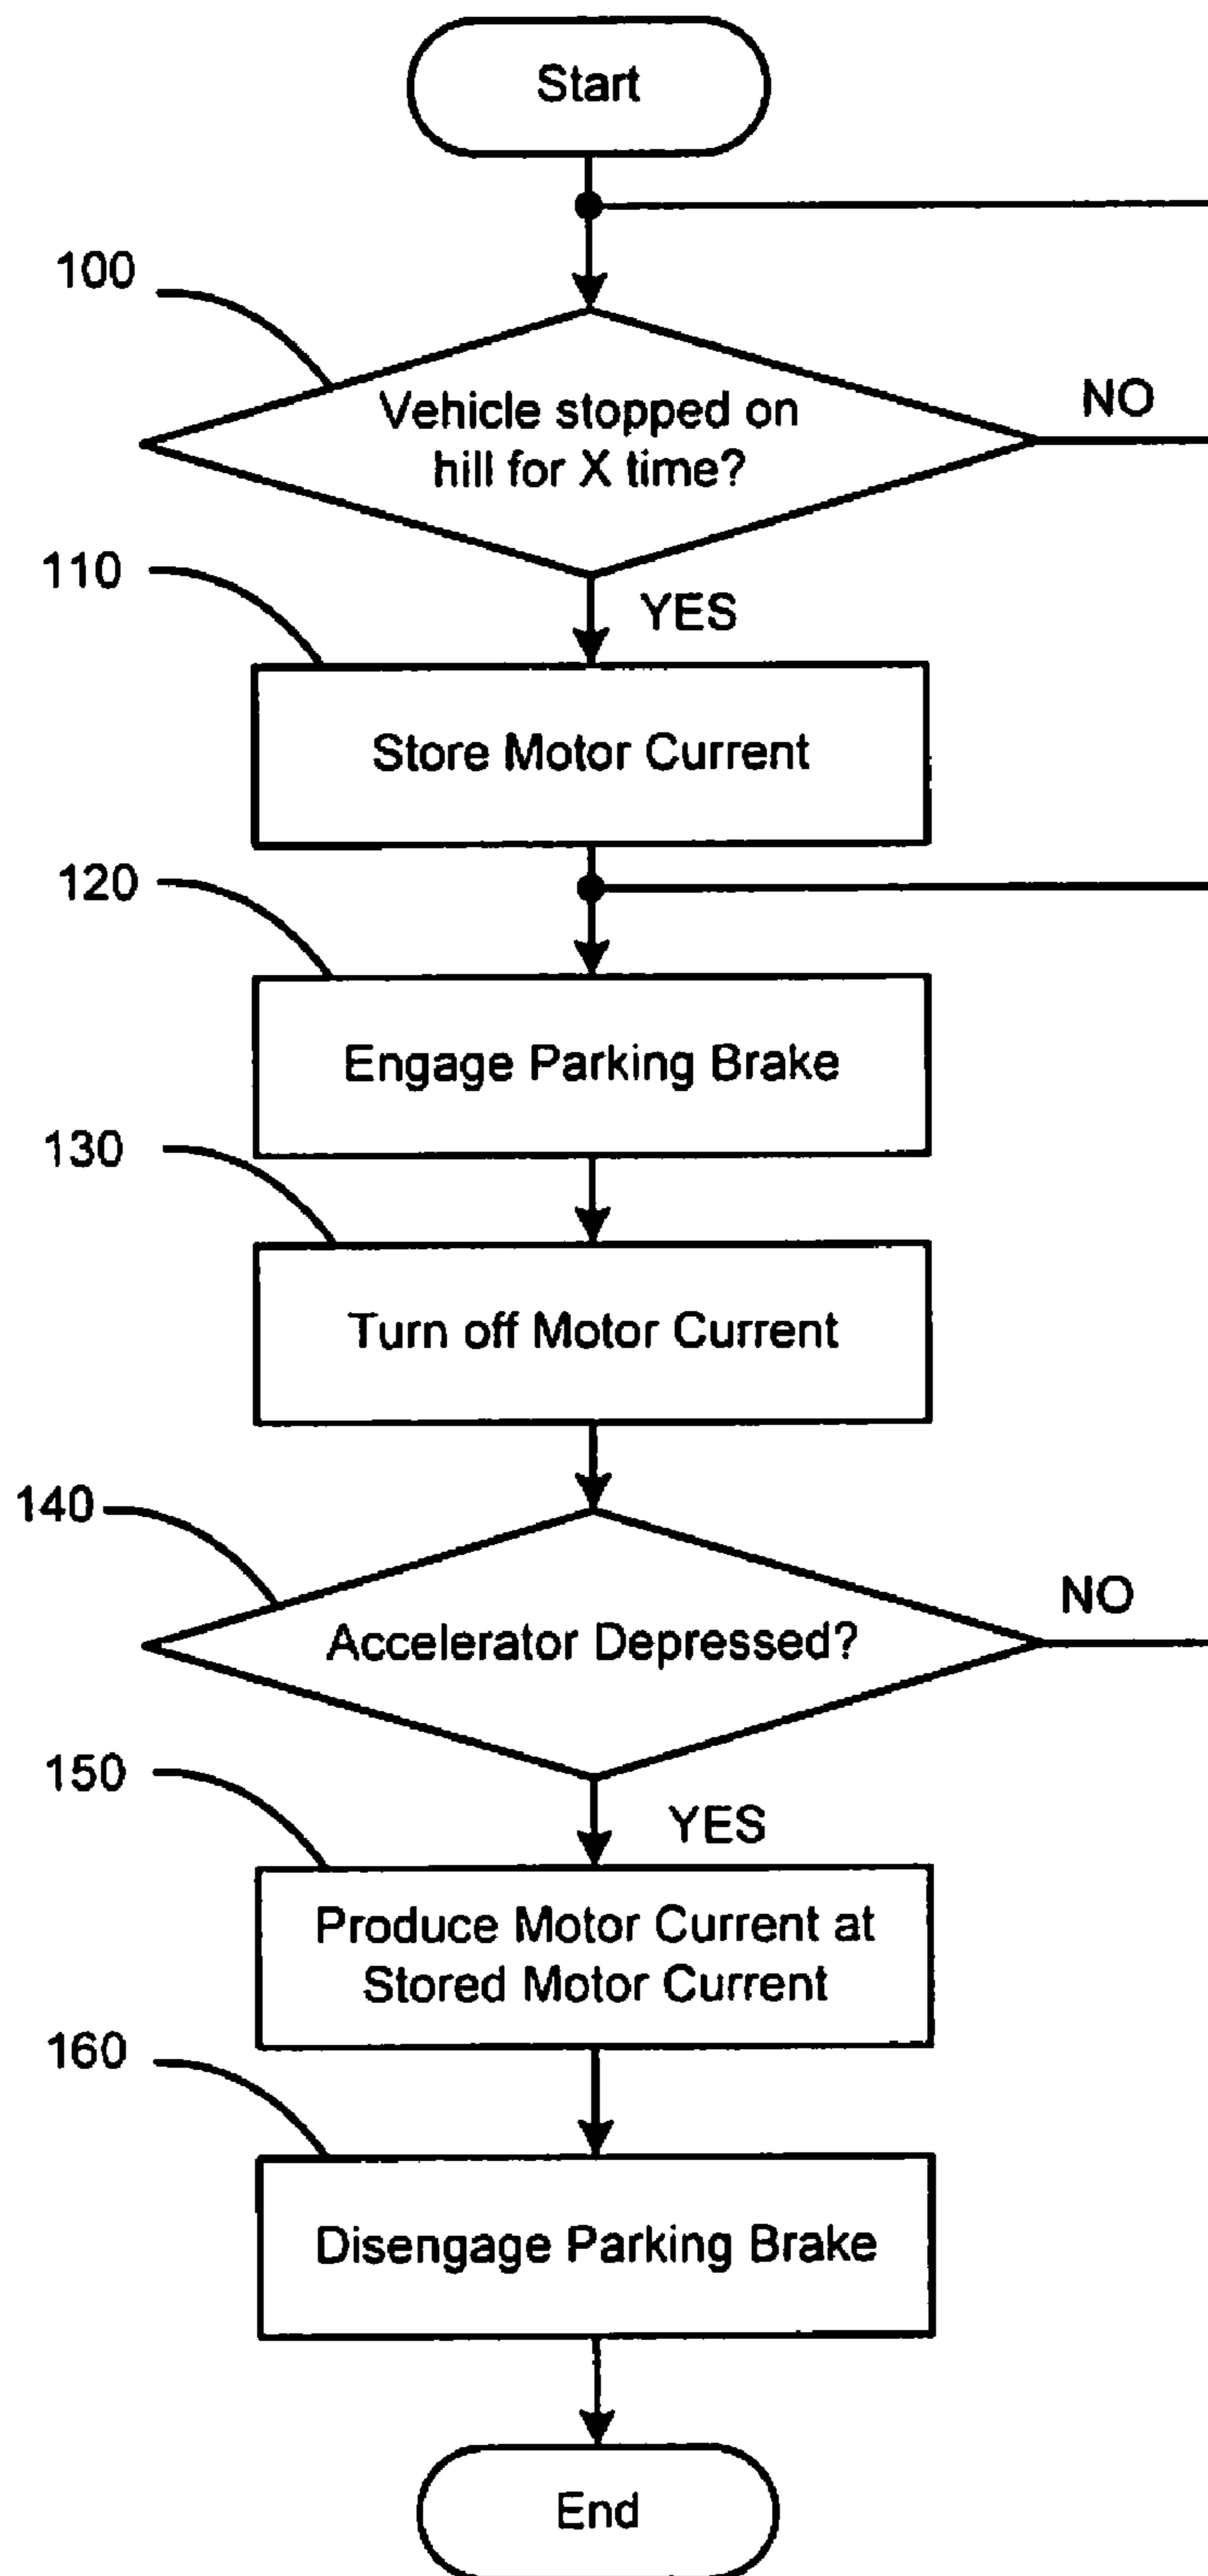 Start
100
Vehicle stopped on
hill for X time?
NO
110
YES
Store Motor Current
120
Engage Parking Brake
130
Turn off Motor Current
140
Accelerator Depressed?
NO
150
YES
Produce Motor Current at
Stored Motor Current
160
Disengage Parking Brake
End